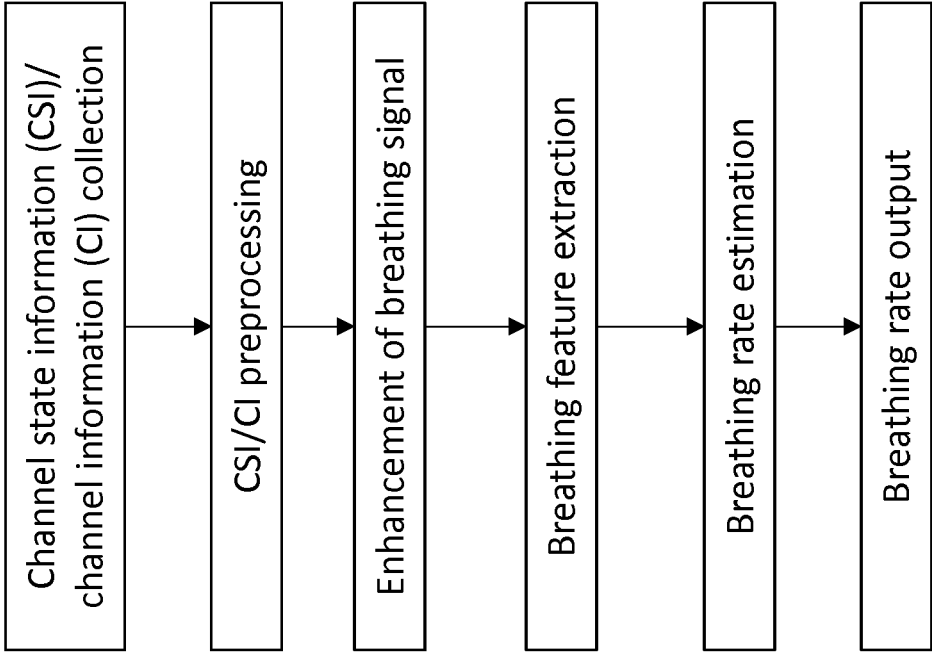 Channel state information (CSI)/
channel information (CI) collection
CSI/CI preprocessing
Enhancement of breathing signal
Breathing feature extraction
Breathing rate estimation
Breathing rate output